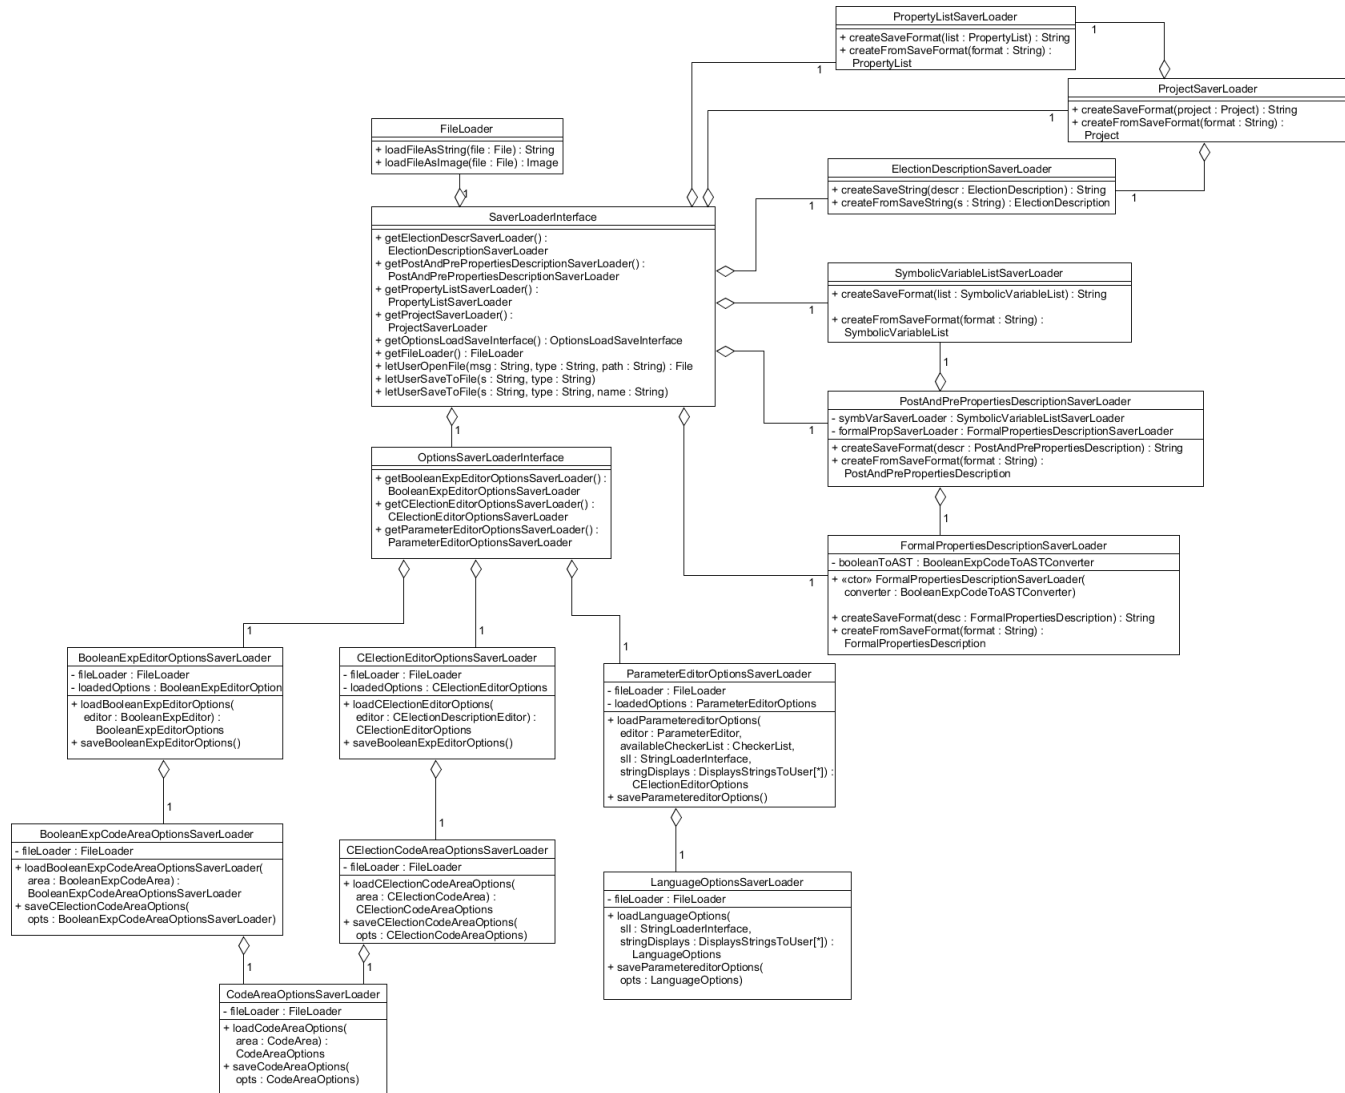 PropertyListSaverLoader
+ createSaveFormat(list : PropertyList) : String
+ createFromSaveFormat(format : String) :
PropertyList
1
1
ProjectSaverLoader
+ createSaveFormat(project : Project) : String
+ createFromSaveFormat(format : String) :
Project
1
FileLoader
+ loadFileAsString(file : File) : String
+ loadFileAsImage(file : File) : Image
1
ElectionDescriptionSaverLoader
+ createSaveString(descr : ElectionDescription) : String
+ createFromSaveString(s : String) : ElectionDescription
1
1
SaverLoaderInterface
+ getElectionDescrSaverLoader() :
ElectionDescriptionSaverLoader
+ getPostAndPrePropertiesDescriptionSaverLoader() :
PostAndPrePropertiesDescriptionSaverLoader
+ getPropertyListSaverLoader() :
PropertyListSaverLoader
+ getProjectSaverLoader() :
ProjectSaverLoader
+ getOptionsLoadSaveInterface() : OptionsLoadSaveInterface
+ getFileLoader() : FileLoader
+ letUserOpenFile(msg : String, type : String, path : String) : File
+ letUserSaveToFile(s : String, type : String)
+ letUserSaveToFile(s : String, type : String, name : String)
SymbolicVariableListSaverLoader
+ createSaveFormat(list : SymbolicVariableList) : String
+ createFromSaveFormat(format : String) :
SymbolicVariableList
1
1
PostAndPrePropertiesDescriptionSaverLoader
- symbVarSaverLoader : SymbolicVariableListSaverLoader
- formalPropSaverLoader : FormalPropertiesDescriptionSaverLoader
+ createSaveFormat(descr : PostAndPrePropertiesDescription) : String
+ createFromSaveFormat(format : String) :
PostAndPrePropertiesDescription
1
1
1
OptionsSaverLoaderInterface
+ getBooleanExpEditorOptionsSaverLoader() :
BooleanExpEditorOptionsSaverLoader
+ getCElectionEditorOptionsSaverLoader() :
CElectionEditorOptionsSaverLoader
+ getParameterEditorOptionsSaverLoader() :
ParameterEditorOptionsSaverLoader
FormalPropertiesDescriptionSaverLoader
- booleanToAST : BooleanExpCodeToASTConverter
+ «ctor» FormalPropertiesDescriptionSaverLoader(
converter : BooleanExpCodeToASTConverter)
+ createSaveFormat(desc : FormalPropertiesDescription) : String
+ createFromSaveFormat(format : String) :
FormalPropertiesDescription
1
1
1
1
BooleanExpEditorOptionsSaverLoader
- fileLoader : FileLoader
- loadedOptions : BooleanExpEditorOption
+ loadBooleanExpEditorOptions(
editor : BooleanExpEditor) :
BooleanExpEditorOptions
+ saveBooleanExpEditorOptions()
CElectionEditorOptionsSaverLoader
- fileLoader : FileLoader
- loadedOptions : CElectionEditorOptions
+ loadCElectionEditorOptions(
editor : CElectionDescriptionEditor) :
CElectionEditorOptions
+ saveBooleanExpEditorOptions()
ParameterEditorOptionsSaverLoader
- fileLoader : FileLoader
- loadedOptions : ParameterEditorOptions
+ loadParametereditorOptions(
editor : ParameterEditor,
availableCheckerList : CheckerList,
sll : StringLoaderInterface,
stringDisplays : DisplaysStringsToUser[*]) :
CElectionEditorOptions
+ saveParametereditorOptions()
1
1
1
BooleanExpCodeAreaOptionsSaverLoader
- fileLoader : FileLoader
+ loadBooleanExpCodeAreaOptionsSaverLoader(
area : BooleanExpCodeArea) :
BooleanExpCodeAreaOptionsSaverLoader
+ saveCElectionCodeAreaOptions(
opts : BooleanExpCodeAreaOptionsSaverLoader)
CElectionCodeAreaOptionsSaverLoader
- fileLoader : FileLoader
+ loadCElectionCodeAreaOptions(
area : CElectionCodeArea) :
CElectionCodeAreaOptions
+ saveCElectionCodeAreaOptions(
opts : CElectionCodeAreaOptions)
LanguageOptionsSaverLoader
- fileLoader : FileLoader
+ loadLanguageOptions(
sll : StringLoaderInterface,
stringDisplays : DisplaysStringsToUser[*]) :
LanguageOptions
+ saveParametereditorOptions(
opts : LanguageOptions)
1
1
CodeAreaOptionsSaverLoader
- fileLoader : FileLoader
+ loadCodeAreaOptions(
area : CodeArea) :
CodeAreaOptions
+ saveCodeAreaOptions(
opts : CodeAreaOptions)